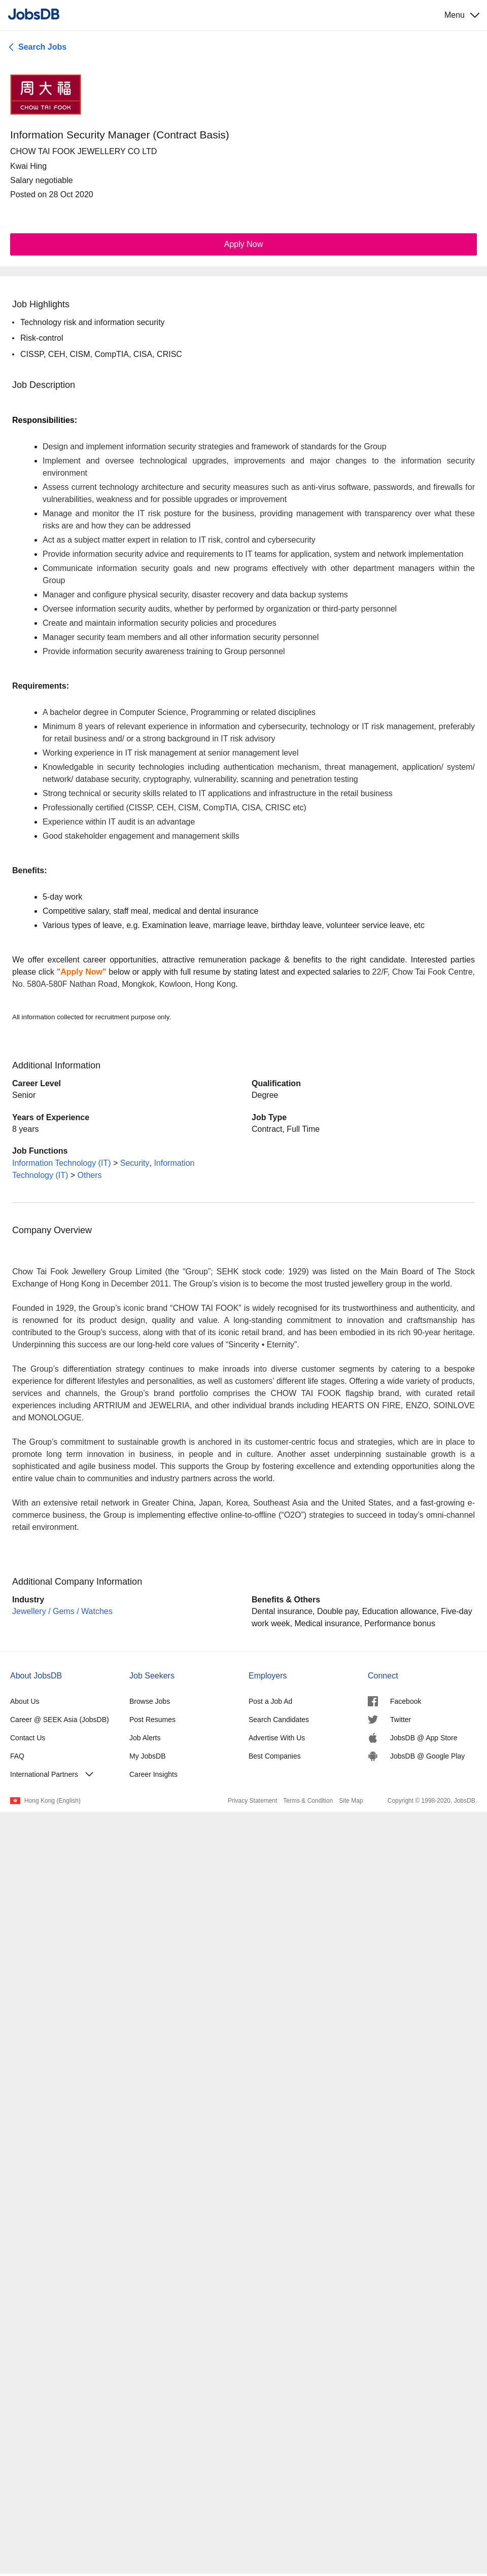 JobsDB
Menu
Search Jobs
周大福
CHOW TAI FOOK
Information Security Manager (Contract Basis)
CHOW TAI FOOK JEWELLERY CO LTD
Kwai Hing
Salary negotiable
Posted on 28 Oct 2020
Apply Now
Job Highlights
• Technology risk and information security
• Risk-control
• CISSP, CEH, CISM, CompTIA, CISA, CRISC
Job Description
Responsibilities:
• Design and implement information security strategies and framework of standards for the Group
• Implement and oversee technological upgrades, improvements and major changes to the information security
environment
• Assess current technology architecture and security measures such as anti-virus software, passwords, and firewalls for
vulnerabilities, weakness and for possible upgrades or improvement
• Manage and monitor the IT risk posture for the business, providing management with transparency over what these
risks are and how they can be addressed
• Act as a subject matter expert in relation to IT risk, control and cybersecurity
• Provide information security advice and requirements to IT teams for application, system and network implementation
• Communicate information security goals and new programs effectively with other department managers within the
Group
• Manager and configure physical security, disaster recovery and data backup systems
• Oversee information security audits, whether by performed by organization or third-party personnel
• Create and maintain information security policies and procedures
• Manager security team members and all other information security personnel
• Provide information security awareness training to Group personnel
Requirements:
• A bachelor degree in Computer Science, Programming or related disciplines
• Minimum 8 years of relevant experience in information and cybersecurity, technology or IT risk management, preferably
for retail business and/ or a strong background in IT risk advisory
• Working experience in IT risk management at senior management level
• Knowledgable in security technologies including authentication mechanism, threat management, application/ system/
network/ database security, cryptography, vulnerability, scanning and penetration testing
• Strong technical or security skills related to IT applications and infrastructure in the retail business
• Professionally certified (CISSP, CEH, CISM, CompTIA, CISA, CRISC etc)
• Experience within IT audit is an advantage
• Good stakeholder engagement and management skills
Benefits:
• 5-day work
• Competitive salary, staff meal, medical and dental insurance
• Various types of leave, e.g. Examination leave, marriage leave, birthday leave, volunteer service leave, etc
We offer excellent career opportunities, attractive remuneration package & benefits to the right candidate. Interested parties
please click "Apply Now" below or apply with full resume by stating latest and expected salaries to 22/F, Chow Tai Fook Centre,
No. 580A-580F Nathan Road, Mongkok, Kowloon, Hong Kong.
All information collected for recruitment purpose only.
Additional Information
Career Level
Senior
Qualification
Degree
Years of Experience
8 years
Job Type
Contract, Full Time
Job Functions
Information Technology (IT) > Security, Information
Technology (IT) > Others
Company Overview
Chow Tai Fook Jewellery Group Limited (the “Group”; SEHK stock code: 1929) was listed on the Main Board of The Stock
Exchange of Hong Kong in December 2011. The Group’s vision is to become the most trusted jewellery group in the world.
Founded in 1929, the Group’s iconic brand “CHOW TAI FOOK” is widely recognised for its trustworthiness and authenticity, and
is renowned for its product design, quality and value. A long-standing commitment to innovation and craftsmanship has
contributed to the Group’s success, along with that of its iconic retail brand, and has been embodied in its rich 90-year heritage.
Underpinning this success are our long-held core values of “Sincerity • Eternity”.
The Group’s differentiation strategy continues to make inroads into diverse customer segments by catering to a bespoke
experience for different lifestyles and personalities, as well as customers’ different life stages. Offering a wide variety of products,
services and channels, the Group’s brand portfolio comprises the CHOW TAI FOOK flagship brand, with curated retail
experiences including ARTRIUM and JEWELRIA, and other individual brands including HEARTS ON FIRE, ENZO, SOINLOVE
and MONOLOGUE.
The Group’s commitment to sustainable growth is anchored in its customer-centric focus and strategies, which are in place to
promote long term innovation in business, in people and in culture. Another asset underpinning sustainable growth is a
sophisticated and agile business model. This supports the Group by fostering excellence and extending opportunities along the
entire value chain to communities and industry partners across the world.
With an extensive retail network in Greater China, Japan, Korea, Southeast Asia and the United States, and a fast-growing e-
commerce business, the Group is implementing effective online-to-offline (“O2O”) strategies to succeed in today’s omni-channel
retail environment.
Additional Company Information
Industry
Jewellery / Gems / Watches
Benefits & Others
Dental insurance, Double pay, Education allowance, Five-day
work week, Medical insurance, Performance bonus
About JobsDB
About Us
Career @ SEEK Asia (JobsDB)
Contact Us
FAQ
International Partners
Job Seekers
Browse Jobs
Post Resumes
Job Alerts
My JobsDB
Career Insights
Employers
Post a Job Ad
Search Candidates
Advertise With Us
Best Companies
Connect
Facebook
Twitter
JobsDB @ App Store
JobsDB @ Google Play
Hong Kong (English)
Privacy Statement Terms & Condition Site Map Copyright © 1998-2020, JobsDB.